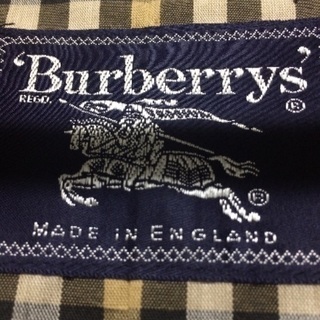 'Burberrys'
REGD. ®
®
MADE IN ENGLAND